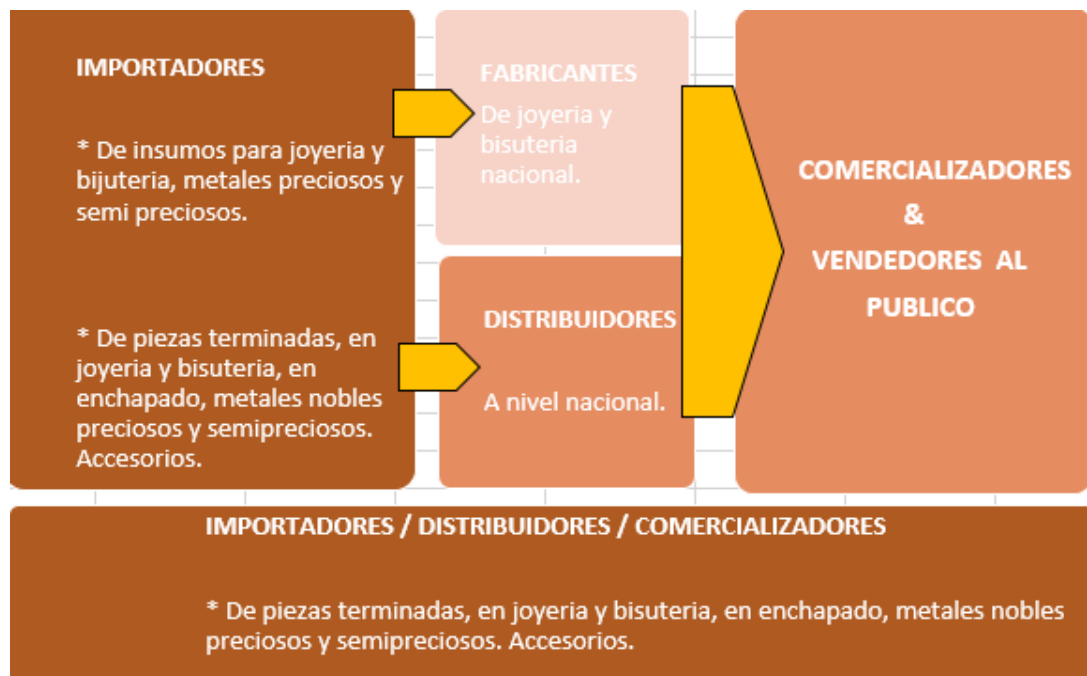 IMPORTADORES
* De insumos para joyeria y
bijuteria, metales preciosos y
semi preciosos.
* De piezas terminadas, en
joyeria y bisuteria, en
enchapado, metales nobles
preciosos y semipreciosos.
Accesorios.
FABRICANTES
De joyeria y
bisuteria
nacional.
DISTRIBUIDORES
A nivel nacional.
COMERCIALIZADORES
&
VENDEDORES AL
PUBLICO
IMPORTADORES / DISTRIBUIDORES / COMERCIALIZADORES
* De piezas terminadas, en joyeria y bisuteria, en enchapado, metales nobles
preciosos y semipreciosos. Accesorios.